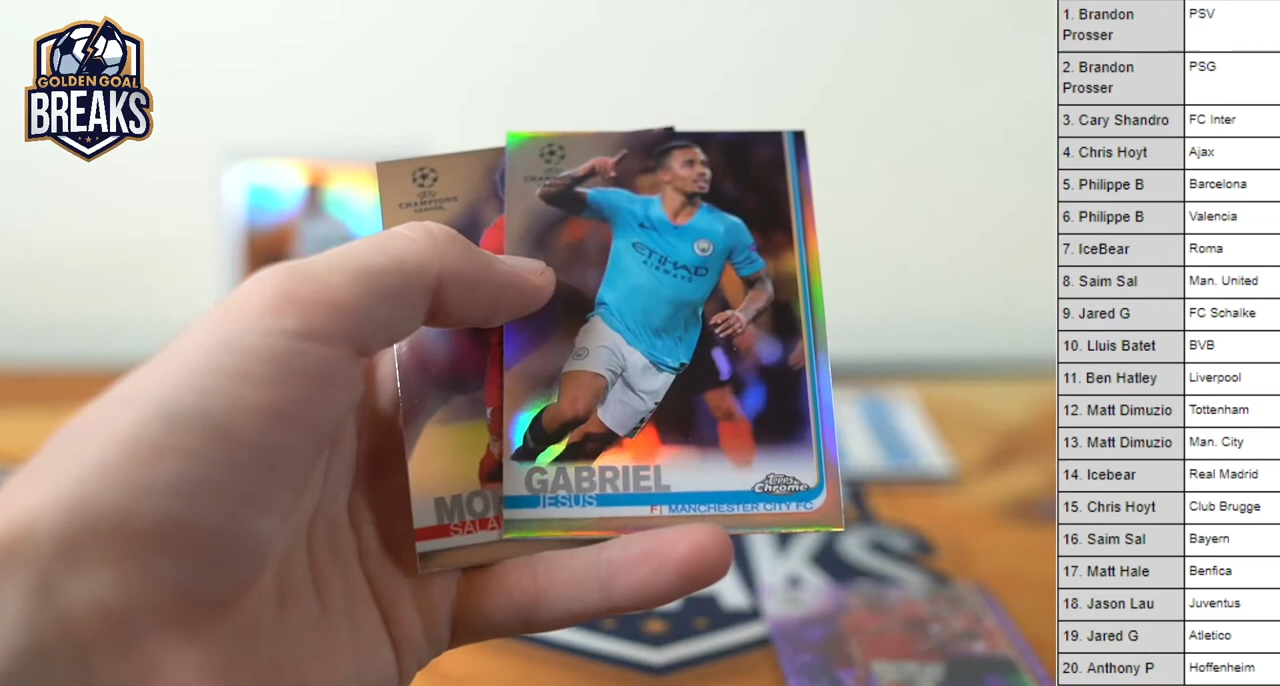 GOLDEN GOAL
BREAKS
CHAMPIONS
LEAGUE
ETIHAD
AIRWAYS
GABRIEL
JESUS
Topps
Chrome
F| MANCHESTER CITY FC
1. Brandon Prosser PSV
2. Brandon Prosser PSG
3. Cary Shandro FC Inter
4. Chris Hoyt Ajax
5. Philippe B Barcelona
6. Philippe B Valencia
7. IceBear Roma
8. Saim Sal Man. United
9. Jared G FC Schalke
10. Lluis Batet BVB
11. Ben Hatley Liverpool
12. Matt Dimuzio Tottenham
13. Matt Dimuzio Man. City
14. Icebear Real Madrid
15. Chris Hoyt Club Brugge
16. Saim Sal Bayern
17. Matt Hale Benfica
18. Jason Lau Juventus
19. Jared G Atletico
20. Anthony P Hoffenheim